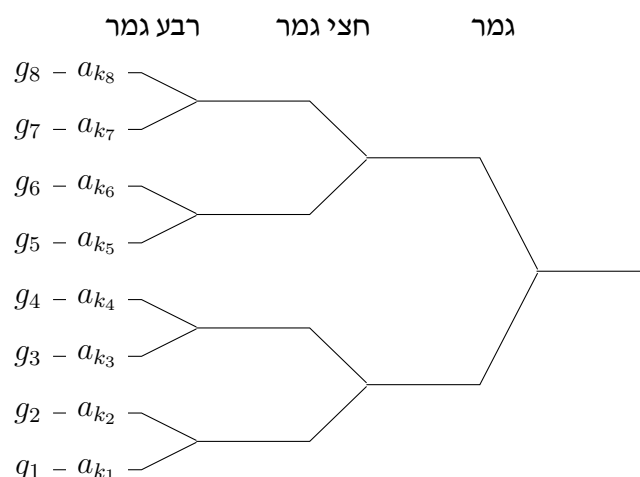 רבע גמר חצי גמר גמר
g₈ – aₖ₈
g₇ – aₖ₇
g₆ – aₖ₆
g₅ – aₖ₅
g₄ – aₖ₄
g₃ – aₖ₃
g₂ – aₖ₂
g₁ – aₖ₁